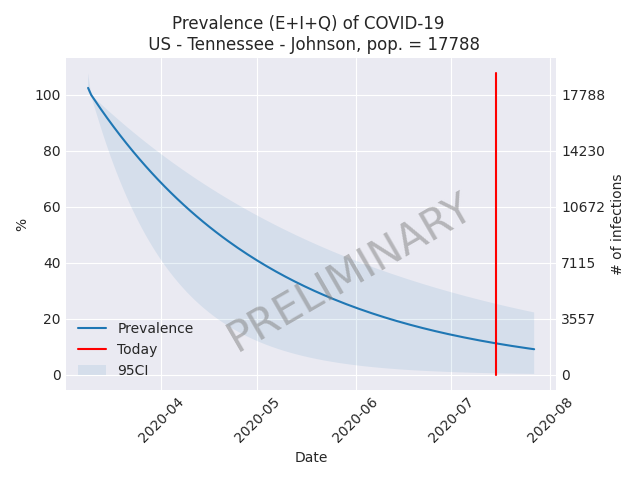 Prevalence (E+I+Q) of COVID-19
US - Tennessee - Johnson, pop. = 17788
100
80
60
40
20
0
%
17788
14230
10672
7115
3557
0
# of infections
PRELIMINARY
Prevalence
Today
95CI
2020-04
2020-05
2020-06
2020-07
2020-08
Date